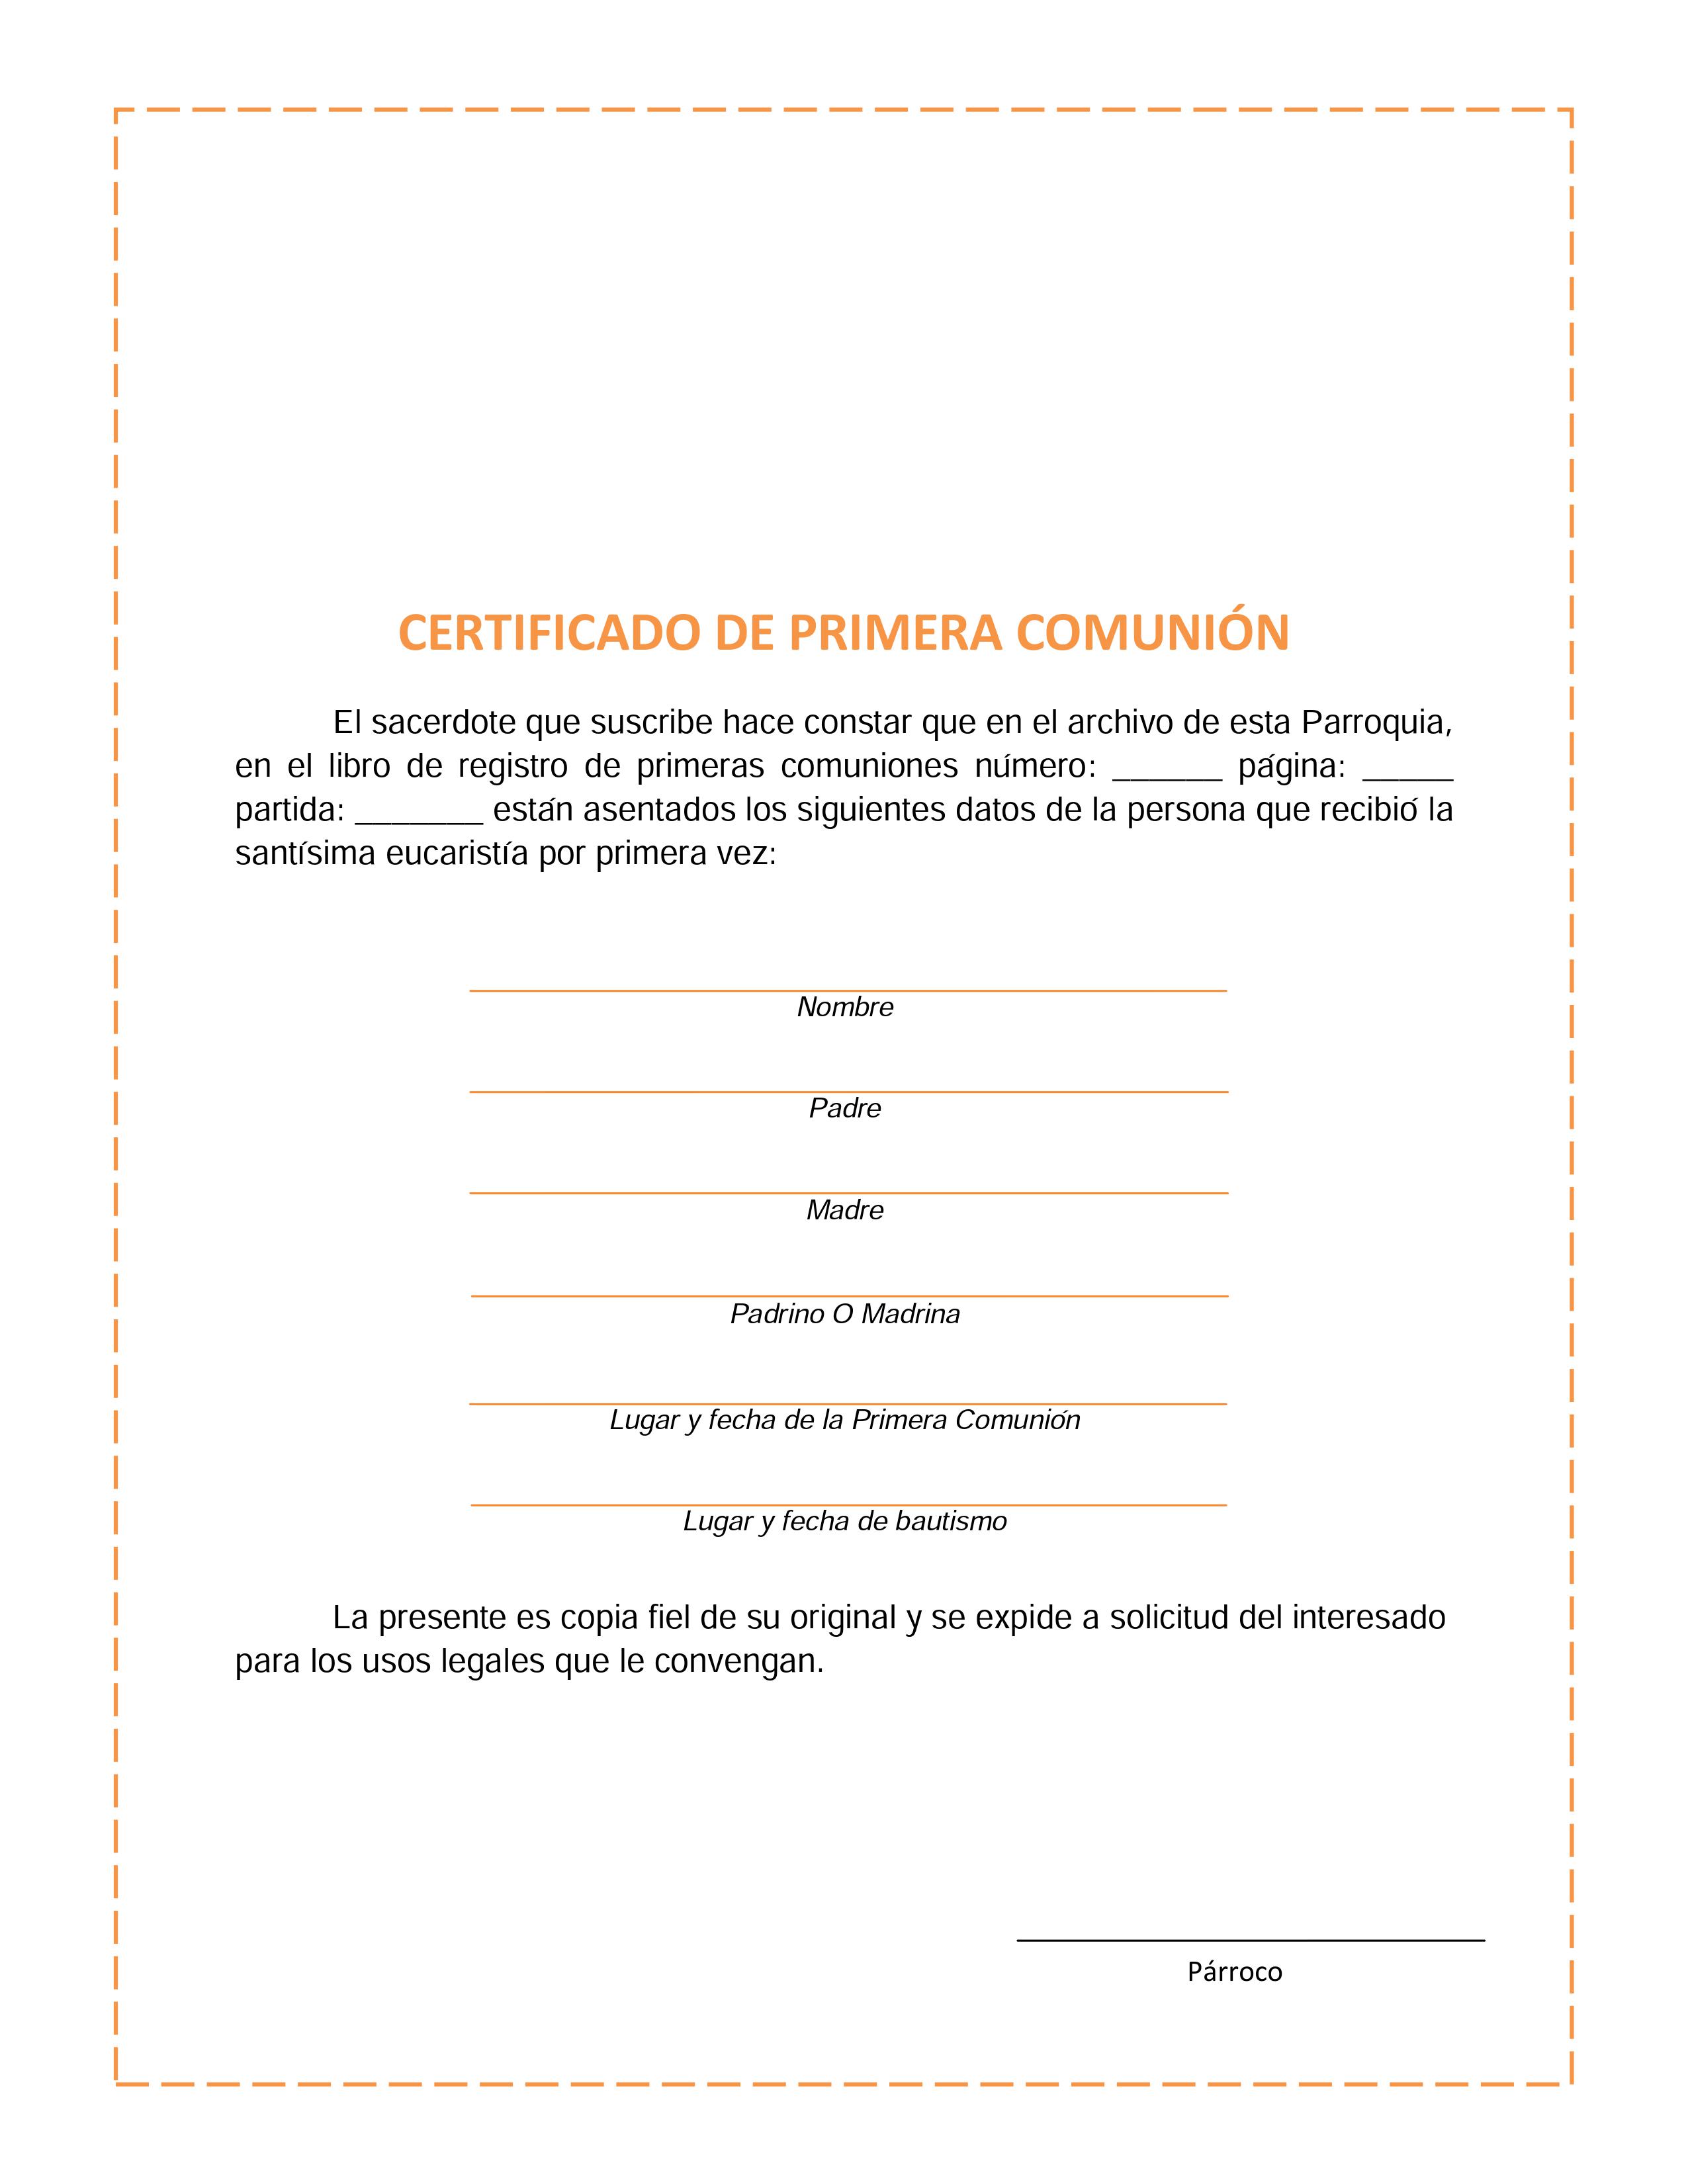 CERTIFICADO DE PRIMERA COMUNIÓN
El sacerdote que suscribe hace constar que en el archivo de esta Parroquia,
en el libro de registro de primeras comuniones número: ______ página: _____
partida: _______ están asentados los siguientes datos de la persona que recibió la
santísima eucaristía por primera vez:
Nombre
Padre
Madre
Padrino O Madrina
Lugar y fecha de la Primera Comunión
Lugar y fecha de bautismo
La presente es copia fiel de su original y se expide a solicitud del interesado
para los usos legales que le convengan.
Párroco